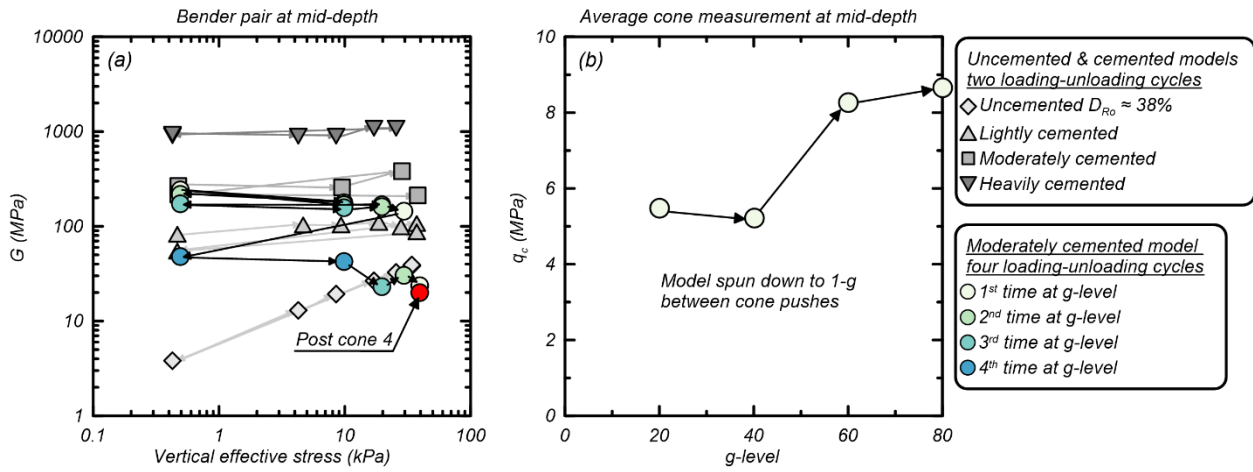 Bender pair at mid-depth
(a)
G (MPa)
10000
1000
100
10
1
0.1
1
10
100
Vertical effective stress (kPa)
Post cone 4
Average cone measurement at mid-depth
(b)
q_c (MPa)
10
8
6
4
2
0
0
20
40
60
80
g-level
Model spun down to 1-g
between cone pushes
Uncemented & cemented models
two loading-unloading cycles
Uncemented D_Ro ≈ 38%
Lightly cemented
Moderately cemented
Heavily cemented
Moderately cemented model
four loading-unloading cycles
1st time at g-level
2nd time at g-level
3rd time at g-level
4th time at g-level